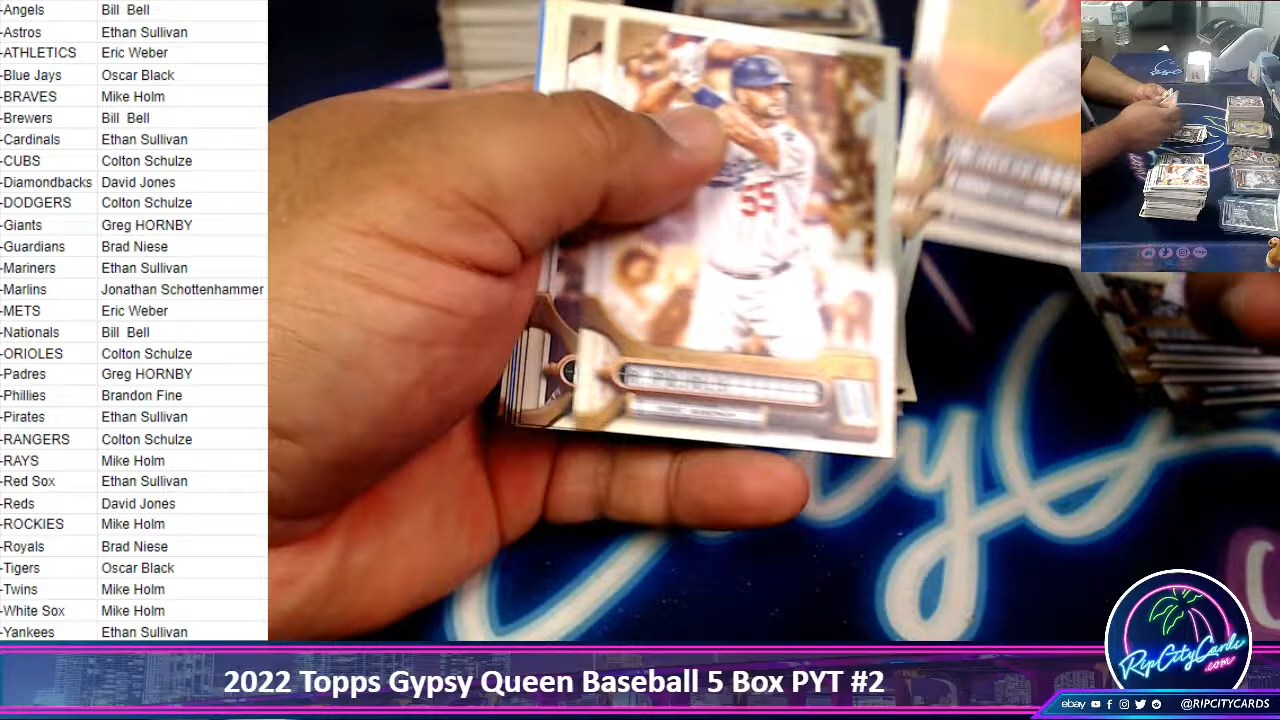 -Angels Bill Bell
-Astros Ethan Sullivan
-ATHLETICS Eric Weber
-Blue Jays Oscar Black
-BRAVES Mike Holm
-Brewers Bill Bell
-Cardinals Ethan Sullivan
-CUBS Colton Schulze
-Diamondbacks David Jones
-DODGERS Colton Schulze
-Giants Greg HORNBY
-Guardians Brad Niese
-Mariners Ethan Sullivan
-Marlins Jonathan Schottenhammer
-METS Eric Weber
-Nationals Bill Bell
-ORIOLES Colton Schulze
-Padres Greg HORNBY
-Phillies Brandon Fine
-Pirates Ethan Sullivan
-RANGERS Colton Schulze
-RAYS Mike Holm
-Red Sox Ethan Sullivan
-Reds David Jones
-ROCKIES Mike Holm
-Royals Brad Niese
-Tigers Oscar Black
-Twins Mike Holm
-White Sox Mike Holm
-Yankees Ethan Sullivan
55
2022 Topps Gypsy Queen Baseball 5 Box PYT #2
RipCityCards
.com
ebay @RIPCITYCARDS